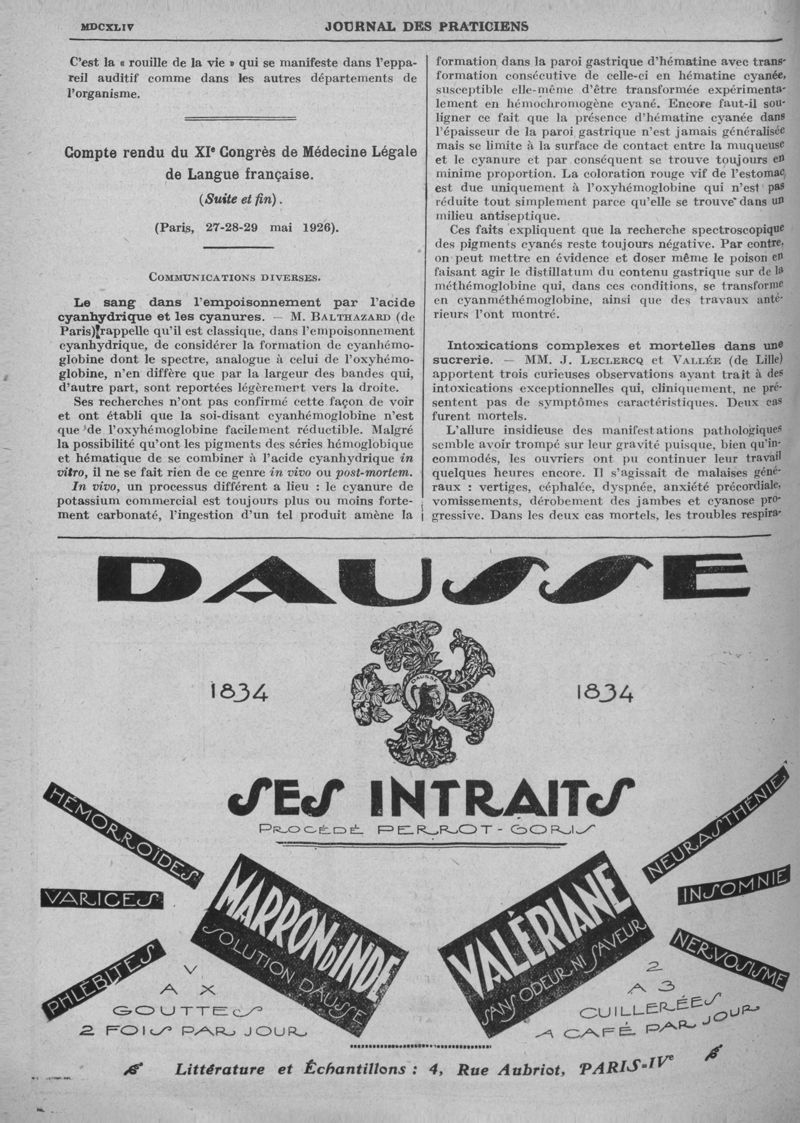 MDCXLIV
JOURNAL DES PRATICIENS
C'est la « rouille de la vie » qui se manifeste dans l'eppa-
reil auditif comme dans les autres départements de
l'organisme.
Compte rendu du XIe Congrès de Médecine Légale
de Langue française.
(Suite et fin).
(Paris, 27-28-29 mai 1926).
COMMUNICATIONS DIVERSES.
Le sang dans l'empoisonnement par l'acide
cyanhydrique et les cyanures. — M. BALTHAZARD (de
Paris) rappelle qu'il est classique, dans l'empoisonnement
cyanhydrique, de considérer la formation de cyanhémo-
globine dont le spectre, analogue à celui de l'oxyhémo-
globine, n'en diffère que par la largeur des bandes qui,
d'autre part, sont reportées légèrement vers la droite.
Ses recherches n'ont pas confirmé cette façon de voir
et ont établi que la soi-disant cyanhémoglobine n'est
que de l'oxyhémoglobine facilement réductible. Malgré
la possibilité qu'ont les pigments des séries hémoglobique
et hématique de se combiner à l'acide cyanhydrique in
vitro, il ne se fait rien de ce genre in vivo ou post-mortem.
In vivo, un processus différent a lieu : le cyanure de
potassium commercial est toujours plus ou moins forte-
ment carbonaté, l'ingestion d'un tel produit amène la
formation dans la paroi gastrique d'hématine avec trans-
formation consécutive de celle-ci en hématine cyanée,
susceptible elle-même d'être transformée expérimenta-
lement en hémochromogène cyané. Encore faut-il sou-
ligner ce fait que la présence d'hématine cyanée dans
l'épaisseur de la paroi gastrique n'est jamais généralisée
mais se limite à la surface de contact entre la muqueuse
et le cyanure et par conséquent se trouve toujours en
minime proportion. La coloration rouge vif de l'estomac,
est due uniquement à l'oxyhémoglobine qui n'est pas
réduite tout simplement parce qu'elle se trouve dans un
milieu antiseptique.
Ces faits expliquent que la recherche spectroscopique
des pigments cyanés reste toujours négative. Par contre,
on peut mettre en évidence et doser même le poison en
faisant agir le distillatum du contenu gastrique sur de la
méthémoglobine qui, dans ces conditions, se transforme
en cyanméthémoglobine, ainsi que des travaux anté-
rieurs l'ont montré.
Intoxications complexes et mortelles dans une
sucrerie. — MM. J. LECLERCQ et VALLÉE (de Lille)
apportent trois curieuses observations ayant trait à des
intoxications exceptionnelles qui, cliniquement, ne pré-
sentent pas de symptômes caractéristiques. Deux cas
furent mortels.
L'allure insidieuse des manifestations pathologiques
semble avoir trompé sur leur gravité puisque, bien qu'in-
commodés, les ouvriers ont pu continuer leur travail
quelques heures encore. Il s'agissait de malaises géné-
raux : vertiges, céphalée, dyspnée, anxiété précordiale,
vomissements, dérobement des jambes et cyanose pro-
gressive. Dans les deux cas mortels, les troubles respira-
DAUSSE
1834
DAUSSE
1834
SES INTRAITS
PROCÉDÉ PERROT-GORIS
HÉMORROÏDES
VARICES
PHLÉBITES
MARRON D'INDE
SOLUTION DAUSSE
V
A X
GOUTTES
2 FOIS PAR JOUR
VALÉRIANE
SANS ODEUR NI SAVEUR
NEURASTHÉNIE
INSOMNIE
NERVOSISME
2
A 3
CUILLERÉES
A CAFÉ PAR JOUR
Littérature et Échantillons : 4, Rue Aubriot, PARIS-IVe